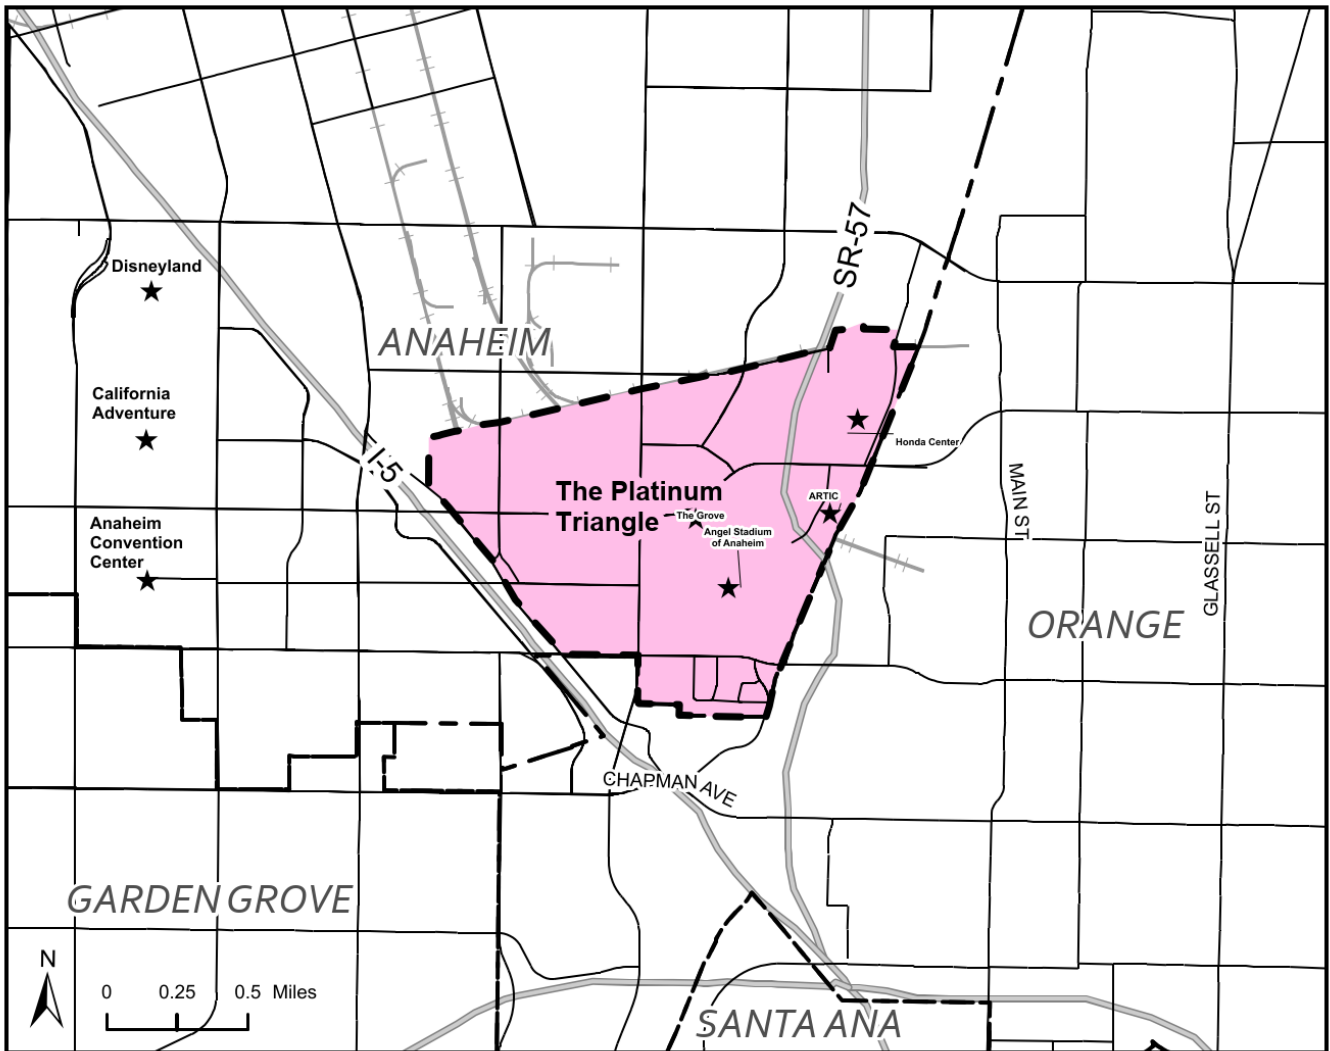 SR-57
Disneyland
ANAHEIM
California
Adventure
Honda Center
I-5
MAIN ST
The Platinum
Triangle
ARTIC
The Grove
GLASSELL ST
Anaheim
Convention
Center
Angel Stadium
of Anaheim
ORANGE
CHAPMAN AVE
GARDEN GROVE
N
0 0.25 0.5 Miles
SANTA ANA